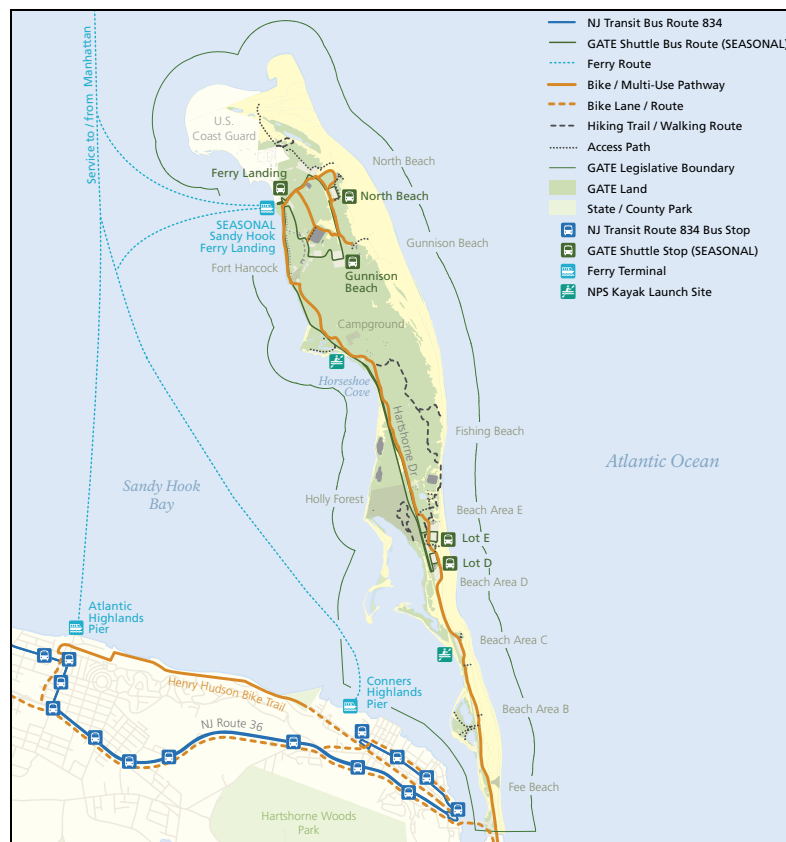 NJ Transit Bus Route 834
GATE Shuttle Bus Route (SEASONAL)
Ferry Route
Bike / Multi-Use Pathway
Bike Lane / Route
Hiking Trail / Walking Route
Access Path
GATE Legislative Boundary
GATE Land
State / County Park
NJ Transit Route 834 Bus Stop
GATE Shuttle Stop (SEASONAL)
Ferry Terminal
NPS Kayak Launch Site
Service to / from Manhattan
U.S.
Coast Guard
North Beach
Ferry Landing
North Beach
SEASONAL
Sandy Hook
Ferry Landing
Gunnison Beach
Fort Hancock
Gunnison
Beach
Campground
Horseshoe
Cove
Hartshorne Dr.
Fishing Beach
Atlantic Ocean
Sandy Hook
Bay
Holly Forest
Beach Area E
Lot E
Lot D
Beach Area D
Atlantic
Highlands
Pier
Beach Area C
Henry Hudson Bike Trail
Conners
Highlands
Pier
Beach Area B
NJ Route 36
Fee Beach
Hartshorne Woods
Park